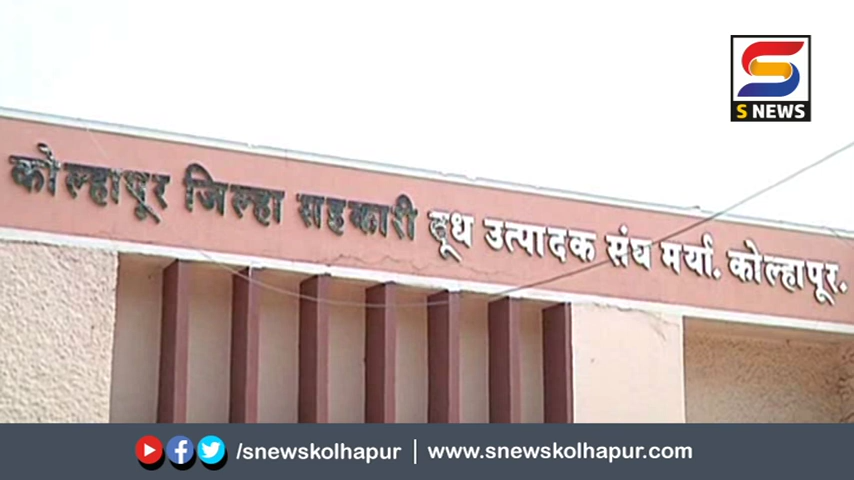 S NEWS
कोल्हापूर जिल्हा सहकारी दूध उत्पादक संघ मर्या. कोल्हापूर.
/snewskolhapur | www.snewskolhapur.com